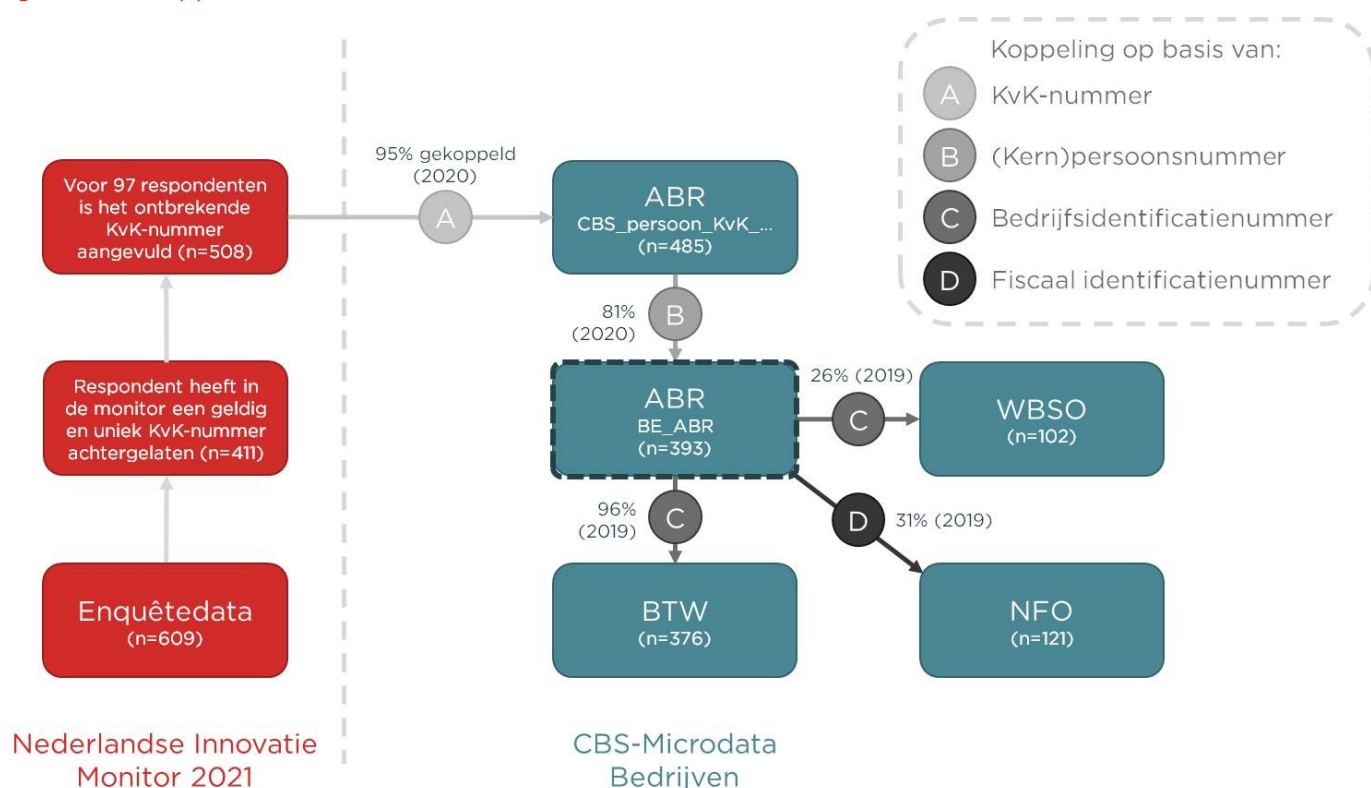 Koppeling op basis van:
A KvK-nummer
B (Kern)persoonsnummer
C Bedrijfsidentificatienummer
D Fiscaal identificatienummer
Voor 97 respondenten
is het ontbrekende
KvK-nummer
aangevuld (n=508)
95% gekoppeld
(2020)
A
ABR
CBS_persoon_KvK_...
(n=485)
81%
(2020)
B
Respondent heeft in
de monitor een geldig
en uniek KvK-nummer
achtergelaten (n=411)
ABR
BE_ABR
(n=393)
26% (2019)
C
WBSO
(n=102)
96%
(2019)
C
D
31% (2019)
Enquêtedata
(n=609)
BTW
(n=376)
NFO
(n=121)
Nederlandse Innovatie
Monitor 2021
CBS-Microdata
Bedrijven